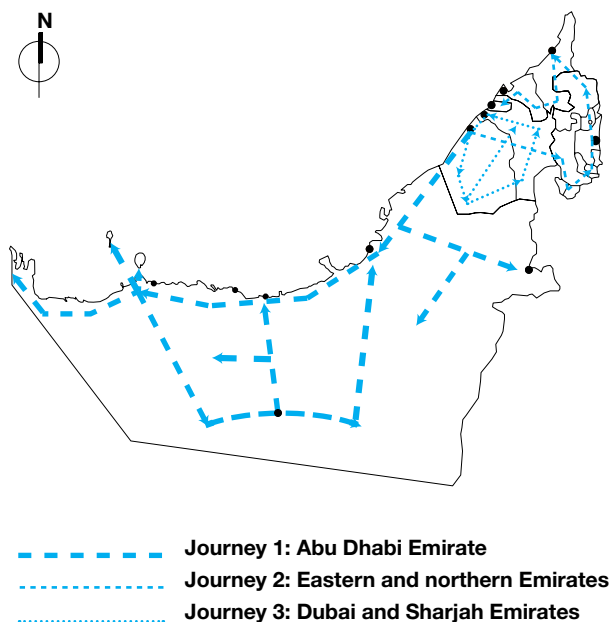 N
Journey 1: Abu Dhabi Emirate
Journey 2: Eastern and northern Emirates
Journey 3: Dubai and Sharjah Emirates